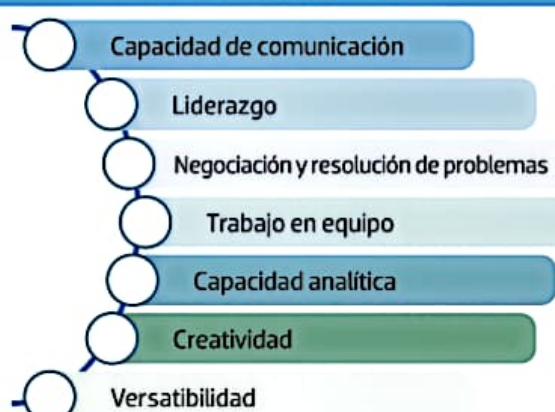 Capacidad de comunicación
Liderazgo
Negociación y resolución de problemas
Trabajo en equipo
Capacidad analítica
Creatividad
Versatibilidad